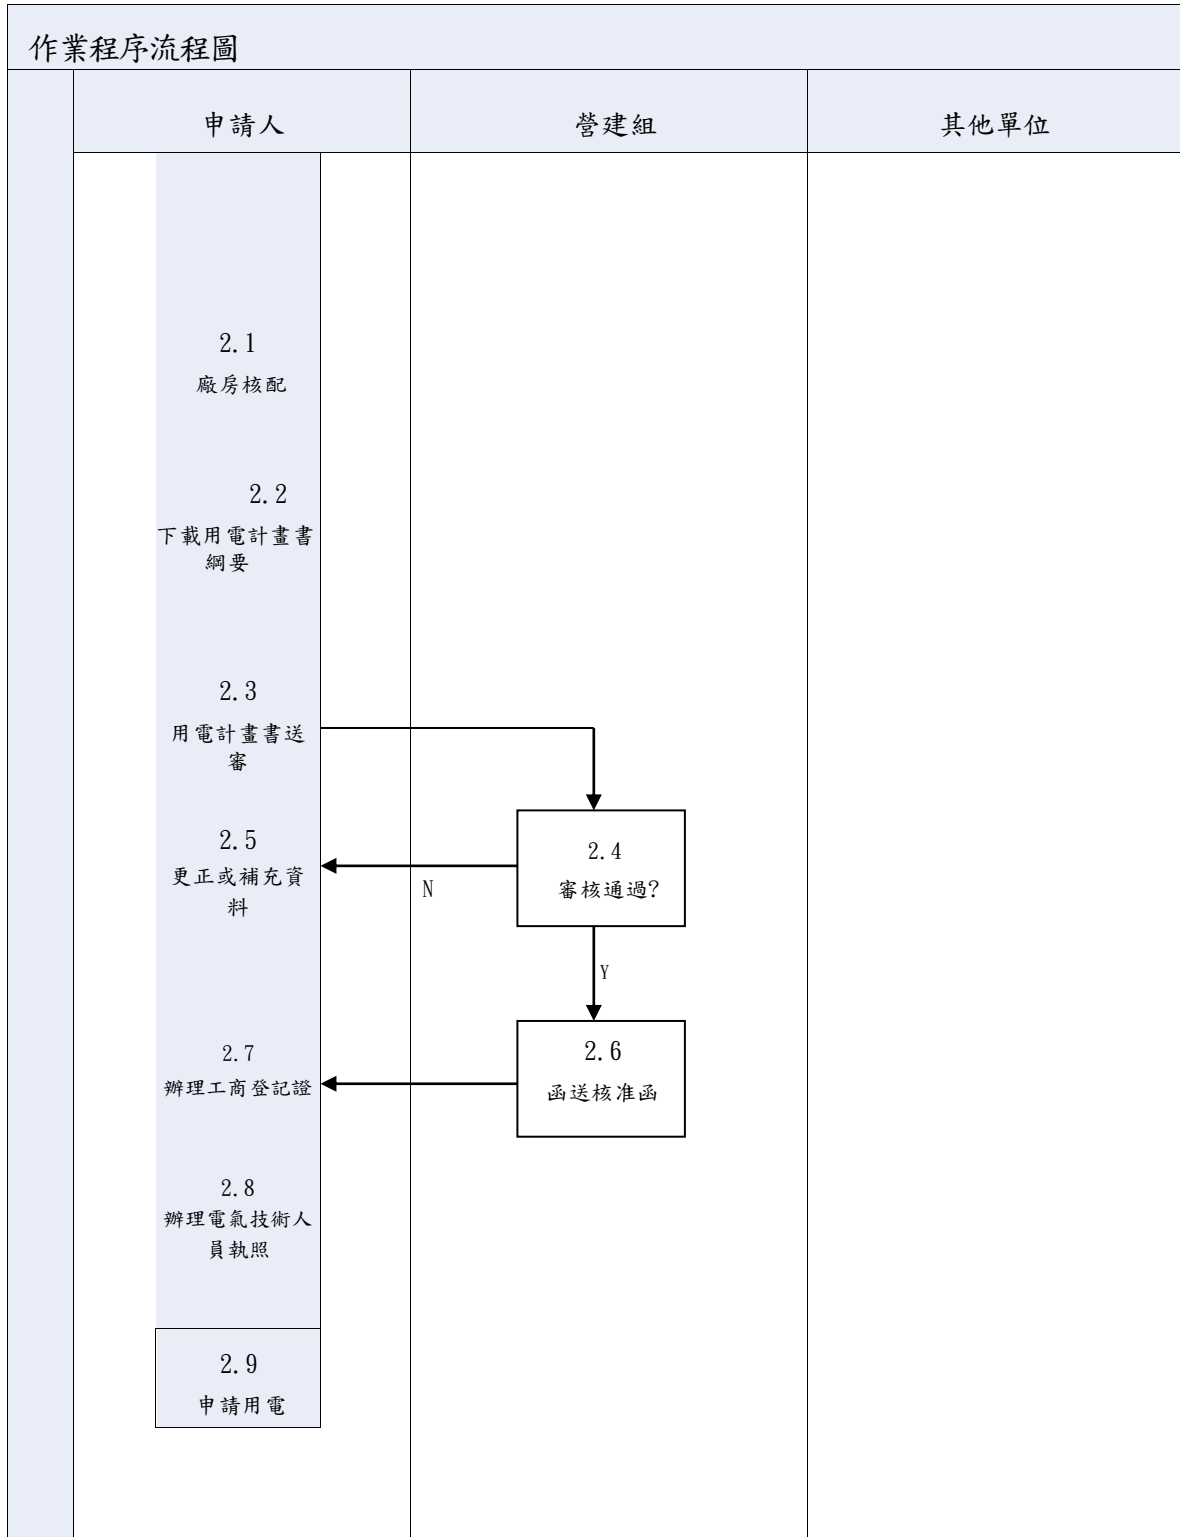 作業程序流程圖
申請人
營建組
其他單位
2.1
廠房核配
2.2
下載用電計畫書
綱要
2.3
用電計畫書送
審
2.4
審核通過?
2.5
更正或補充資
料
N
Y
2.6
函送核准函
2.7
辦理工商登記證
2.8
辦理電氣技術人
員執照
2.9
申請用電